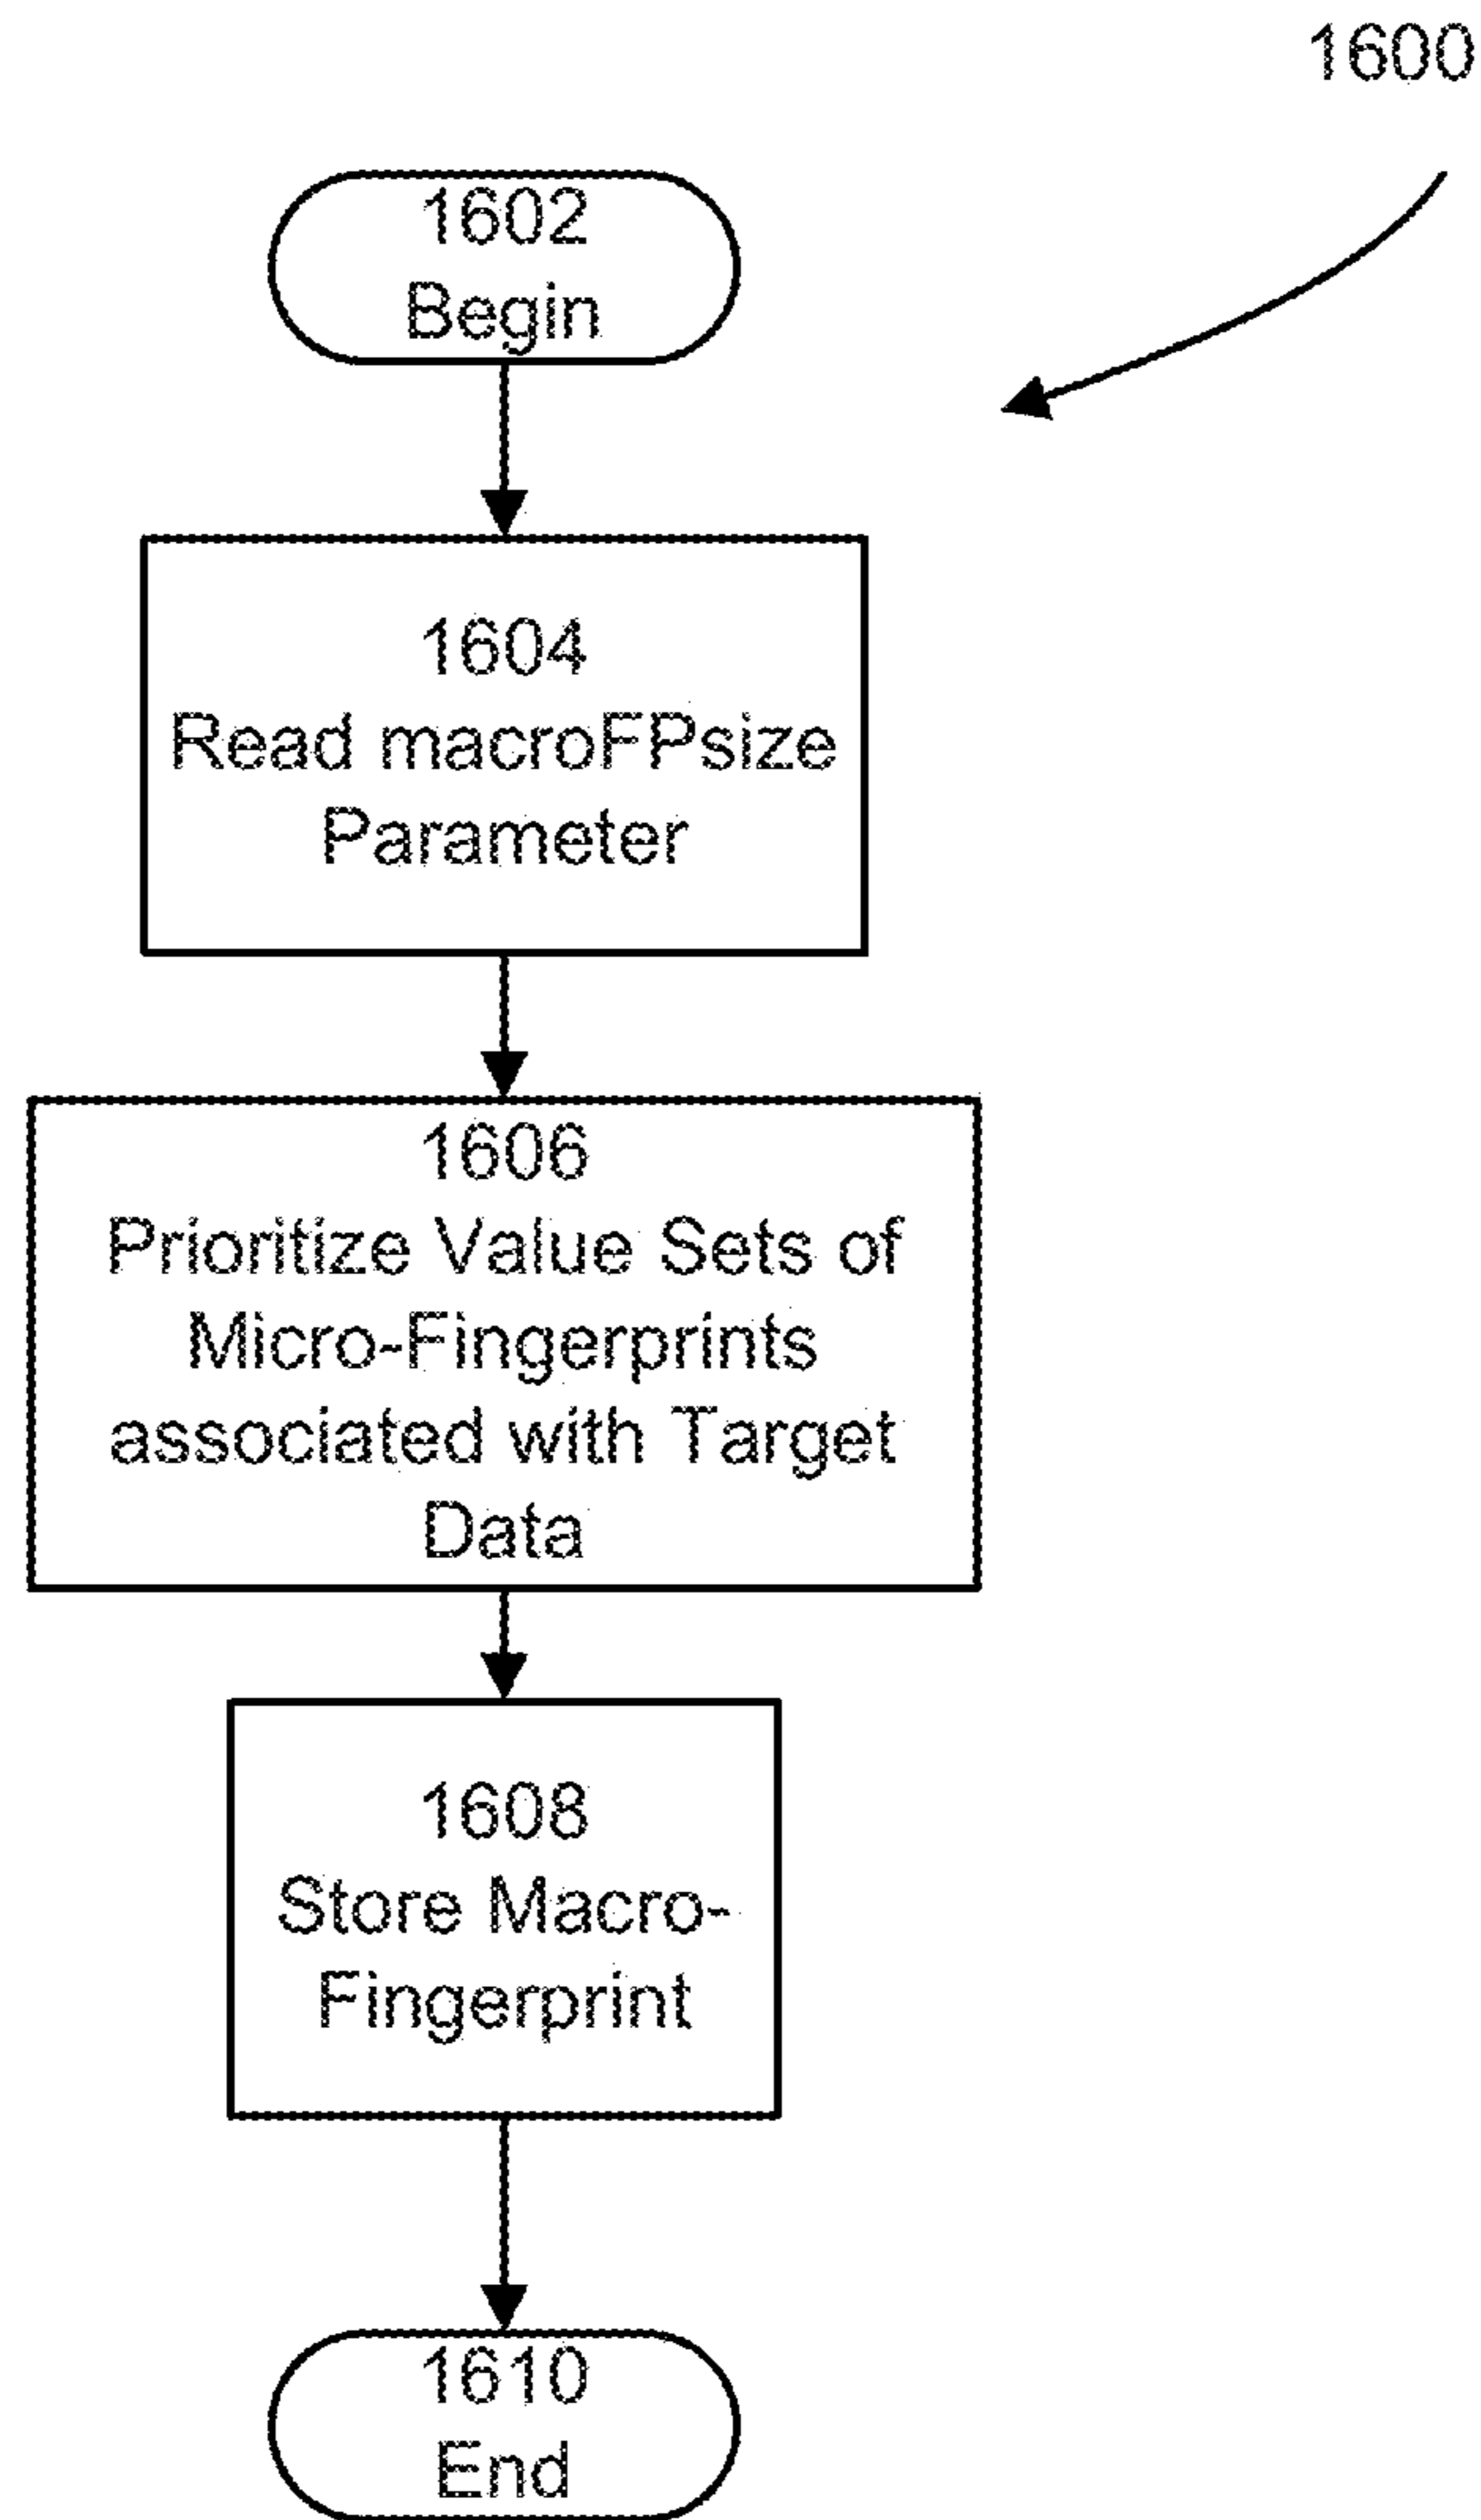 1600
1602
Begin
1604
Read macroFPsize
Parameter
1606
Prioritize Value Sets of
Micro-Fingerprints
associated with Target
Data
1608
Store Macro-
Fingerprint
1610
End